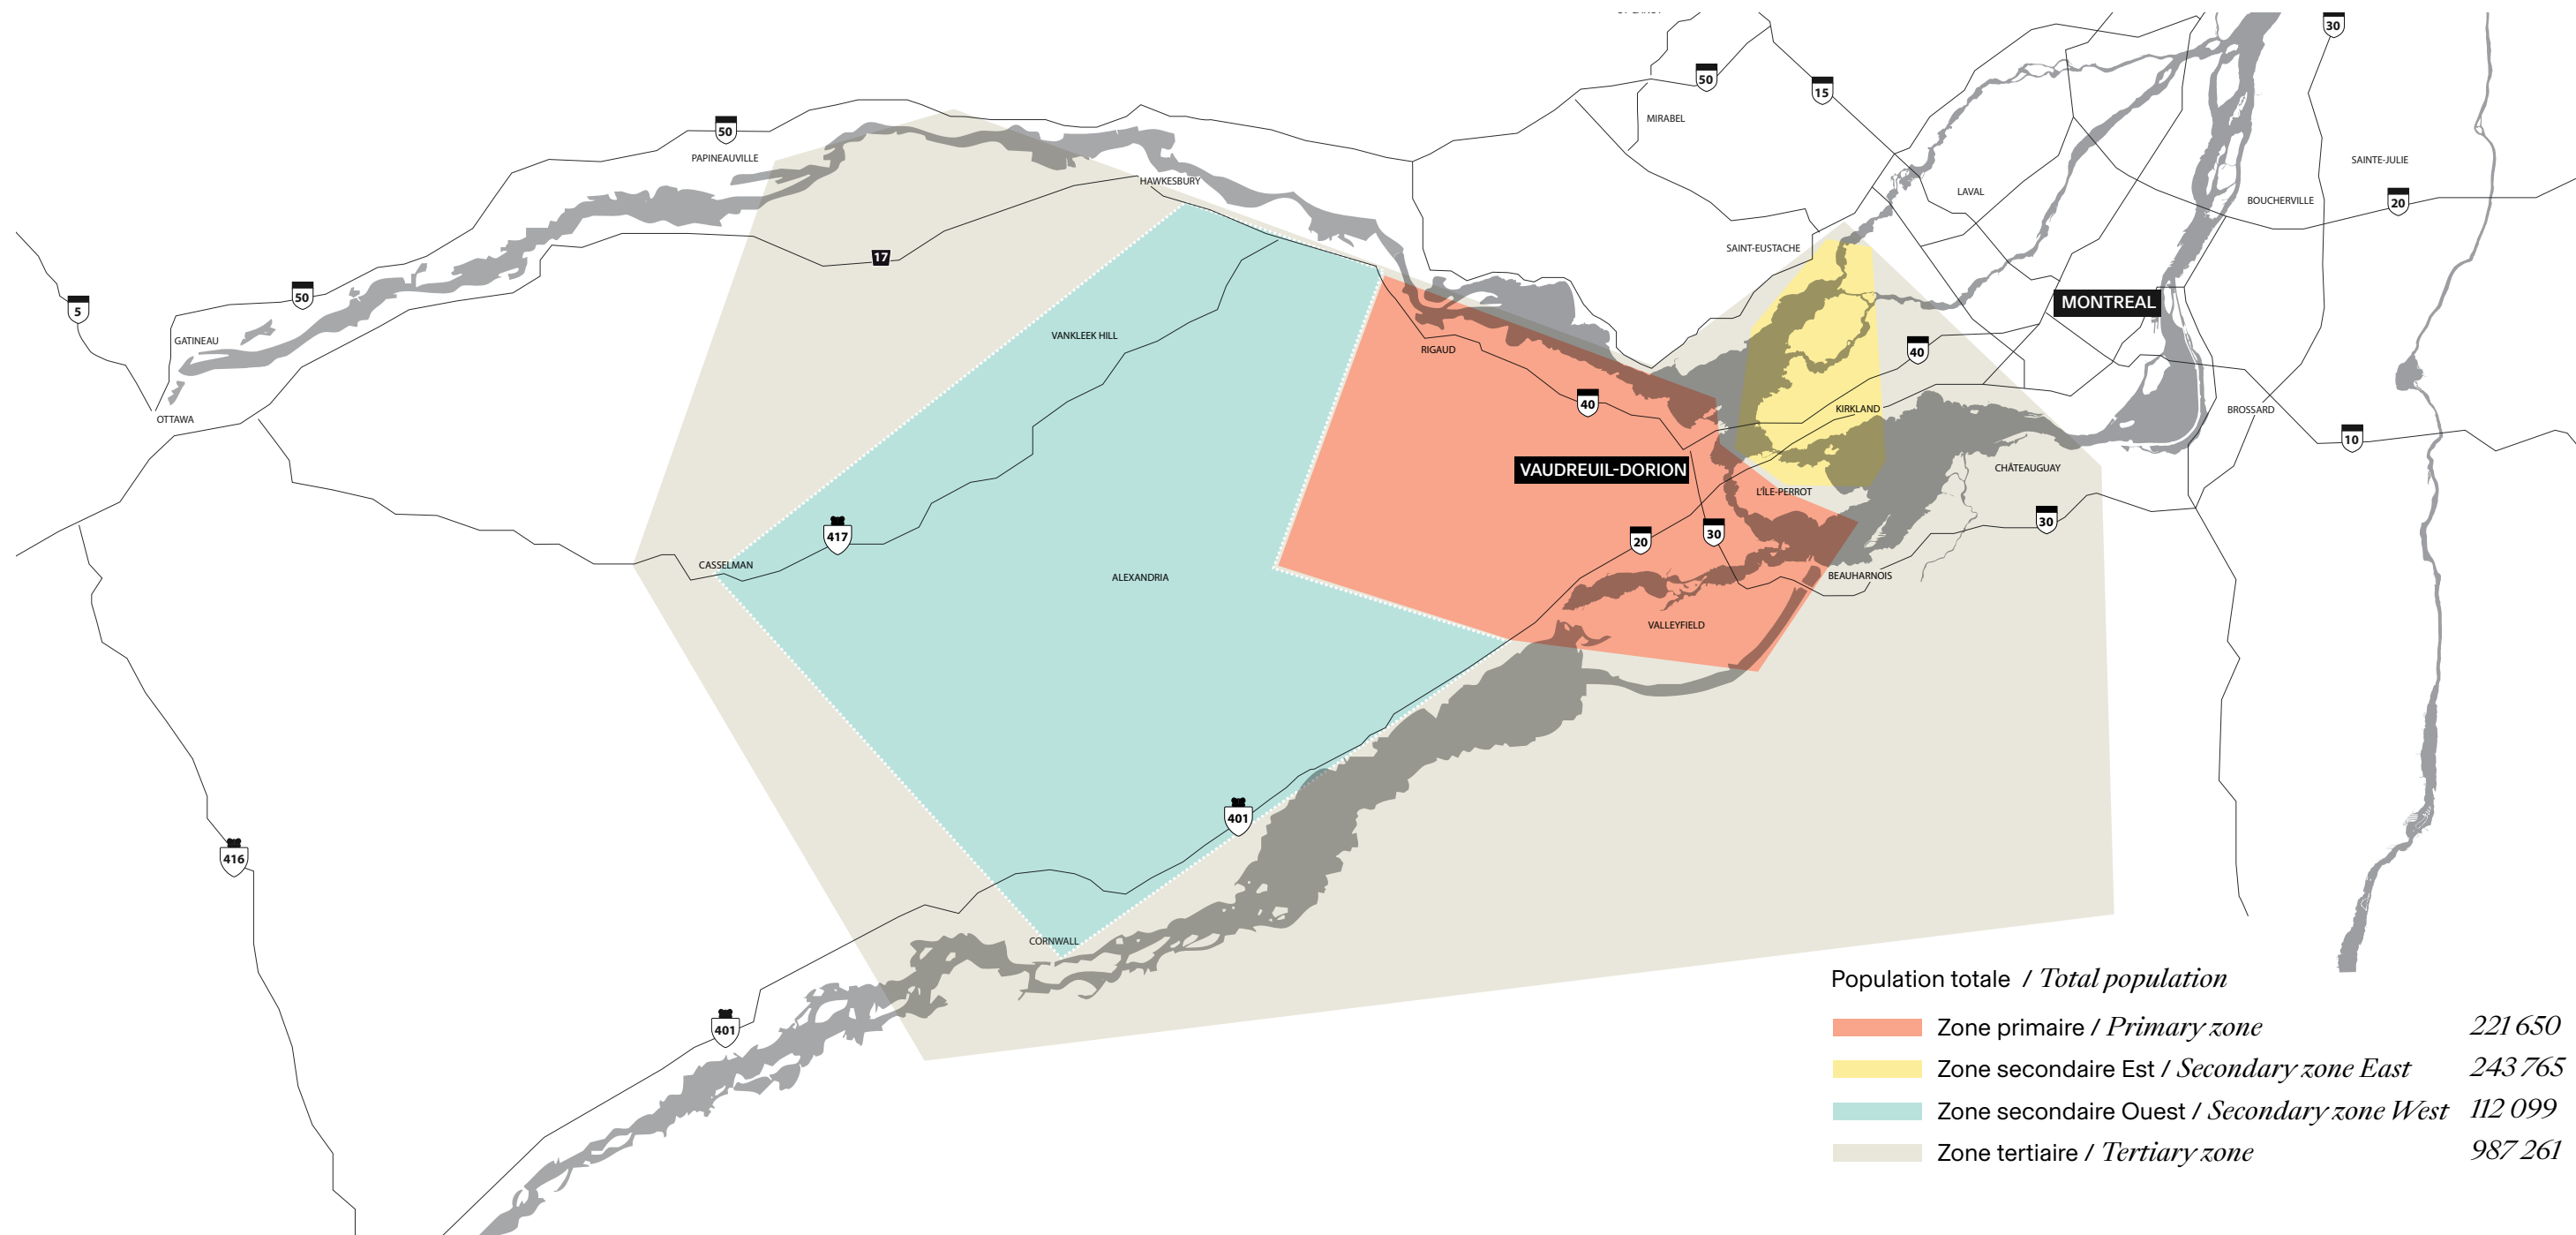 30
50
15
MIRABEL
50
PAPINEAUVILLE
SAINTE-JULIE
HAWKESBURY
LAVAL
BOUCHERVILLE
20
SAINT-EUSTACHE
17
50
5
MONTREAL
VANKLEEK HILL
GATINEAU
RIGAUD
40
40
KIRKLAND
BROSSARD
OTTAWA
10
VAUDREUIL-DORION
CHÂTEAUGUAY
L'ÎLE-PERROT
30
417
20
30
CASSELMAN
ALEXANDRIA
BEAUHARNOIS
VALLEYFIELD
401
416
CORNWALL
401
Population totale / Total population
Zone primaire / Primary zone 221 650
Zone secondaire Est / Secondary zone East 243 765
Zone secondaire Ouest / Secondary zone West 112 099
Zone tertiaire / Tertiary zone 987 261